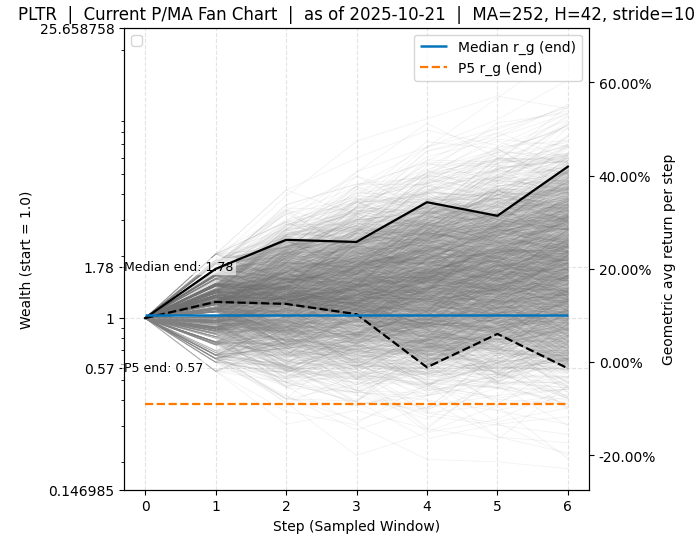 PLTR | Current P/MA Fan Chart | as of 2025-10-21 | MA=252, H=42, stride=10
25.658758
1.78
1
0.57
0.146985
Wealth (start = 1.0)
Median end: 1.78
P5 end: 0.57
Median r_g (end)
P5 r_g (end)
60.00%
40.00%
20.00%
0.00%
-20.00%
Geometric avg return per step
0 1 2 3 4 5 6
Step (Sampled Window)